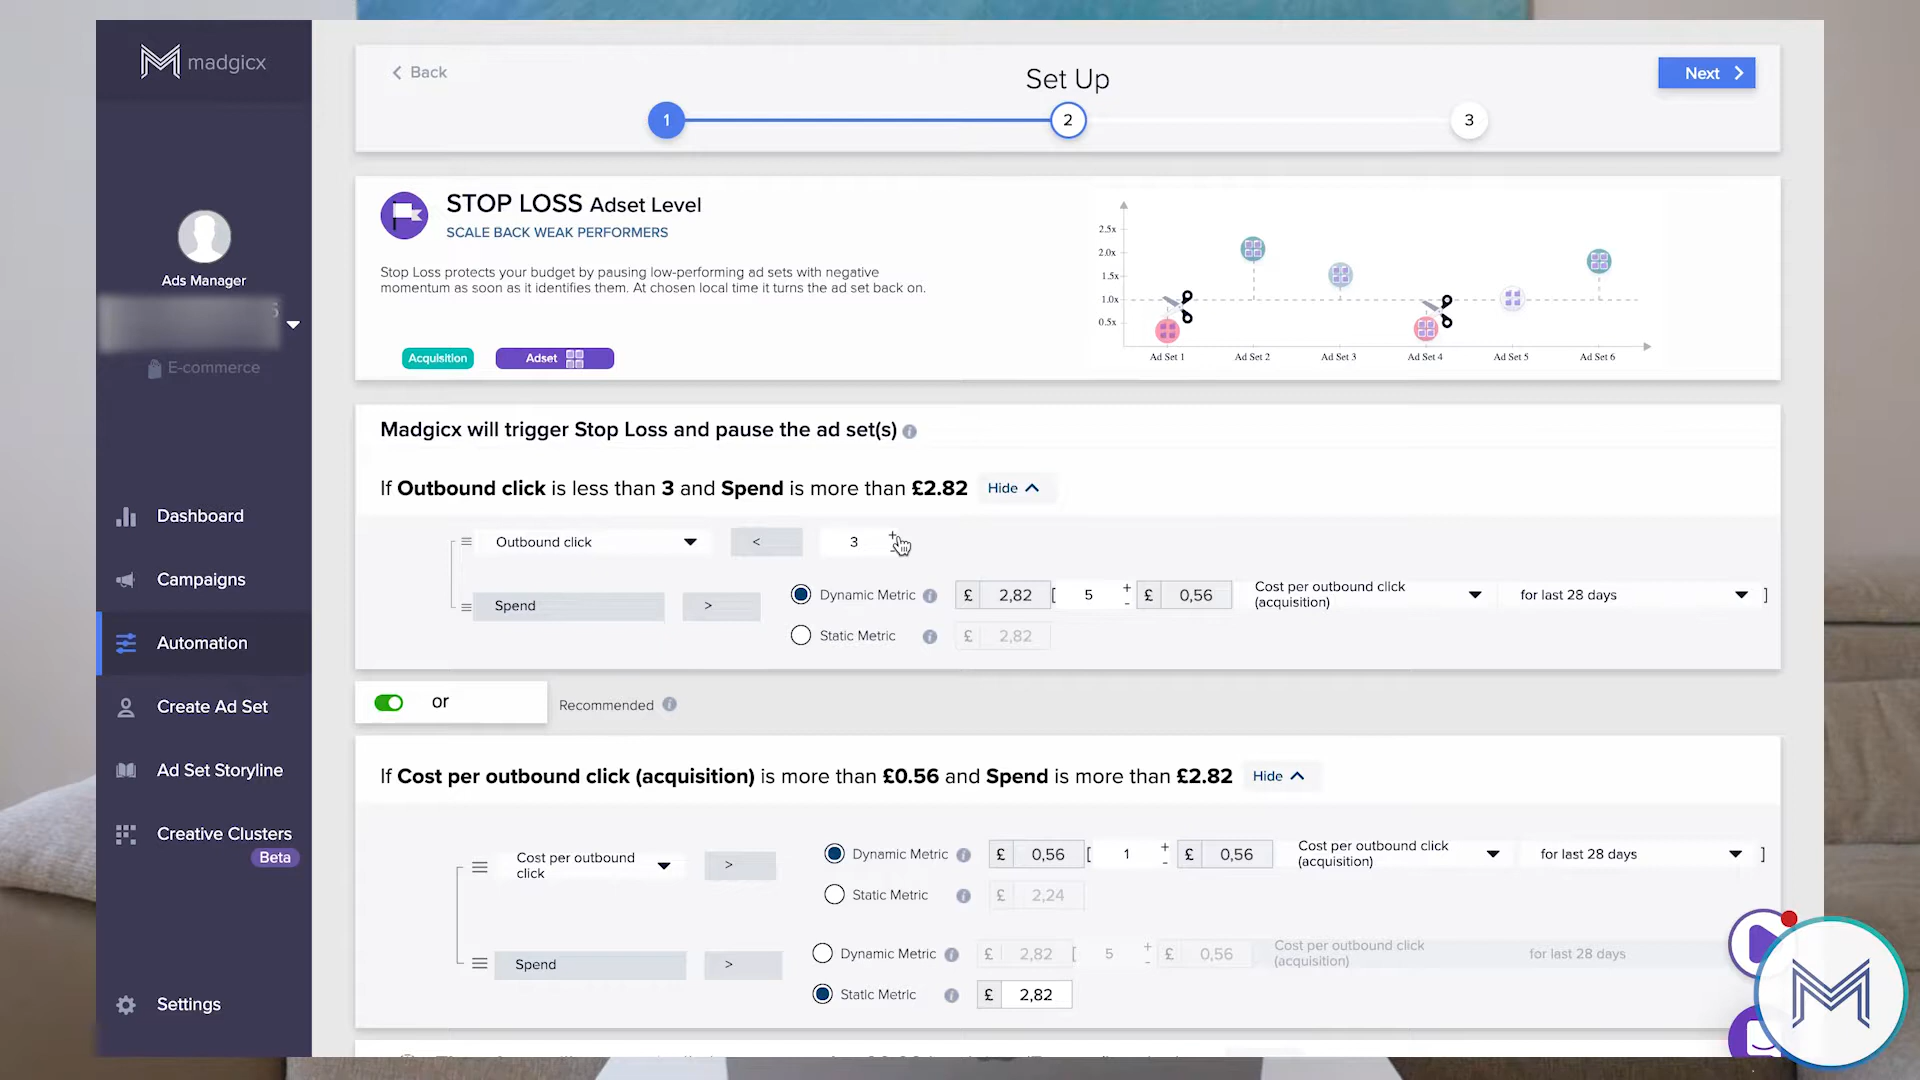 madgicx
Back
Set Up
Next
1
2
3
Ads Manager
E-commerce
Dashboard
Campaigns
Automation
Create Ad Set
Ad Set Storyline
Creative Clusters
Beta
Settings
STOP LOSS Adset Level
SCALE BACK WEAK PERFORMERS
Stop Loss protects your budget by pausing low-performing ad sets with negative
momentum as soon as it identifies them. At chosen local time it turns the ad set back on.
Acquisition
Adset
2.5x
2.0x
1.5x
1.0x
0.5x
Ad Set 1 Ad Set 2 Ad Set 3 Ad Set 4 Ad Set 5 Ad Set 6
Madgicx will trigger Stop Loss and pause the ad set(s) i
If Outbound click is less than 3 and Spend is more than £2.82 Hide
Outbound click < 3 +
Spend > Dynamic Metric i £ 2,82 [ 5 + - £ 0,56 Cost per outbound click (acquisition) for last 28 days ]
Static Metric i £ 2,82
or Recommended i
If Cost per outbound click (acquisition) is more than £0.56 and Spend is more than £2.82 Hide
Cost per outbound click > Dynamic Metric i £ 0,56 [ 1 + - £ 0,56 Cost per outbound click (acquisition) for last 28 days ]
Static Metric i £ 2,24
Spend > Dynamic Metric i £ 2,82 [ 5 + - £ 0,56 Cost per outbound click (acquisition) for last 28 days
Static Metric i £ 2,82